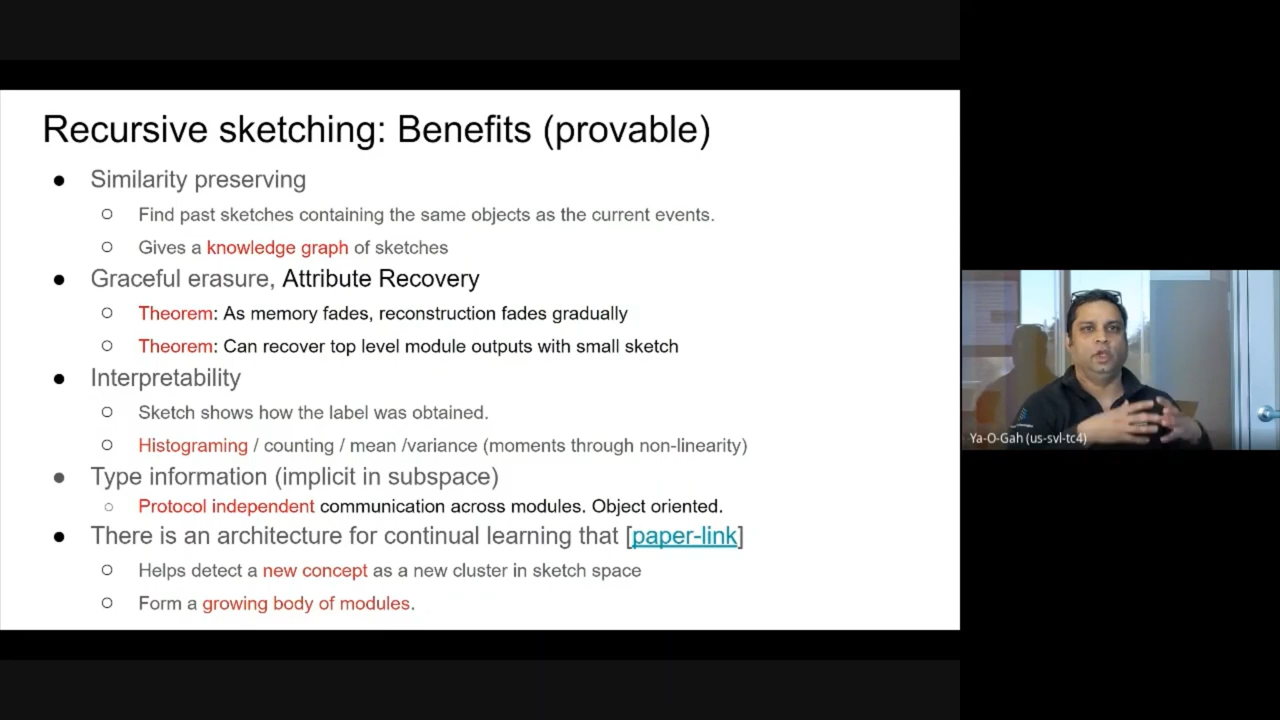 Recursive sketching: Benefits (provable)
● Similarity preserving
○ Find past sketches containing the same objects as the current events.
○ Gives a knowledge graph of sketches
● Graceful erasure, Attribute Recovery
○ Theorem: As memory fades, reconstruction fades gradually
○ Theorem: Can recover top level module outputs with small sketch
● Interpretability
○ Sketch shows how the label was obtained.
○ Histograming / counting / mean /variance (moments through non-linearity)
● Type information (implicit in subspace)
○ Protocol independent communication across modules. Object oriented.
● There is an architecture for continual learning that [paper-link]
○ Helps detect a new concept as a new cluster in sketch space
○ Form a growing body of modules.
Ya-O-Gah (us-svl-tc4)